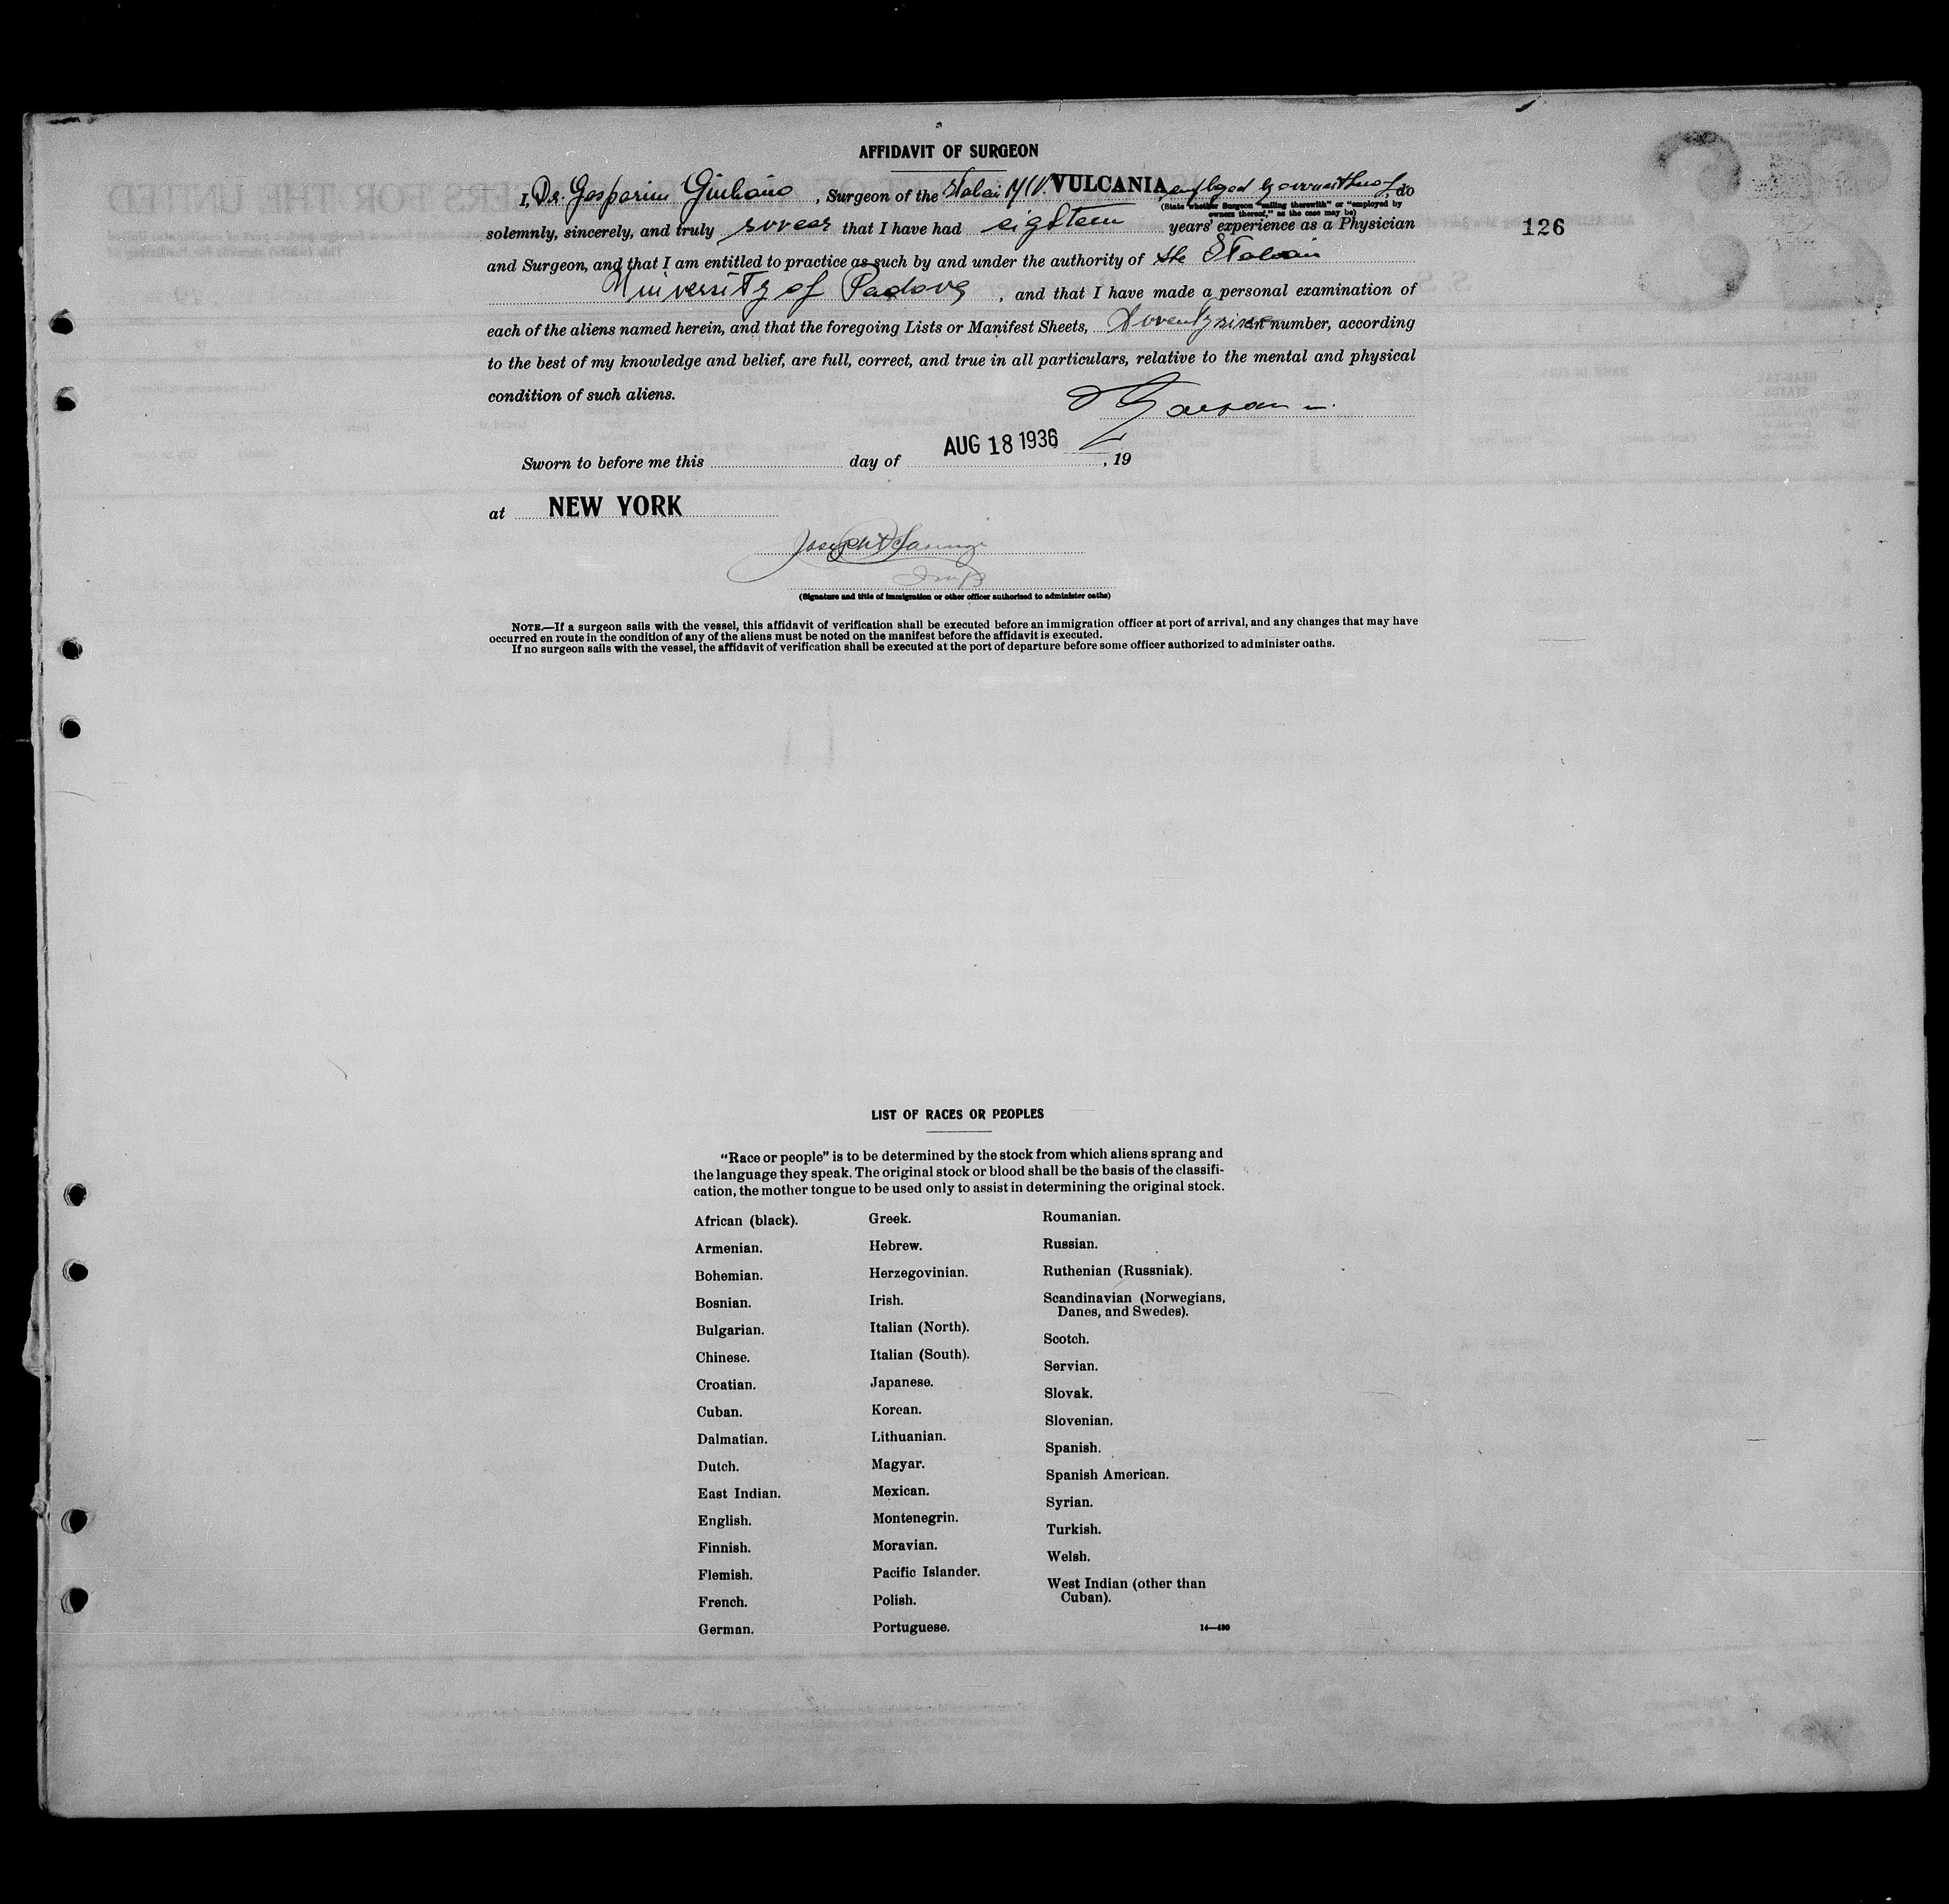 AFFIDAVIT OF SURGEON
I, Dr. Gasparini Giuliano, Surgeon of the Italai M/V. VULCANIA, employed by owners thereof, do
(State whether Surgeon "sailing therewith" or "employed by
owners thereof," as the case may be)
126
solemnly, sincerely, and truly swear that I have had eighteen years' experience as a Physician
and Surgeon, and that I am entitled to practice as such by and under the authority of the Italian
University of Padova, and that I have made a personal examination of
each of the aliens named herein, and that the foregoing Lists or Manifest Sheets, in number, according
to the best of my knowledge and belief, are full, correct, and true in all particulars, relative to the mental and physical
condition of such aliens.
Sworn to before me this day of AUG 18 1936, 19
at NEW YORK
Insp
(Signature and title of immigration or other officer authorized to administer oaths)
NOTE.—If a surgeon sails with the vessel, this affidavit of verification shall be executed before an immigration officer at port of arrival, and any changes that may have
occurred en route in the condition of any of the aliens must be noted on the manifest before the affidavit is executed.
If no surgeon sails with the vessel, the affidavit of verification shall be executed at the port of departure before some officer authorized to administer oaths.
LIST OF RACES OR PEOPLES
"Race or people" is to be determined by the stock from which aliens sprang and
the language they speak. The original stock or blood shall be the basis of the classifi-
cation, the mother tongue to be used only to assist in determining the original stock.
African (black).
Armenian.
Bohemian.
Bosnian.
Bulgarian.
Chinese.
Croatian.
Cuban.
Dalmatian.
Dutch.
East Indian.
English.
Finnish.
Flemish.
French.
German.
Greek.
Hebrew.
Herzegovinian.
Irish.
Italian (North).
Italian (South).
Japanese.
Korean.
Lithuanian.
Magyar.
Mexican.
Montenegrin.
Moravian.
Pacific Islander.
Polish.
Portuguese.
Roumanian.
Russian.
Ruthenian (Russniak).
Scandinavian (Norwegians,
Danes, and Swedes).
Scotch.
Servian.
Slovak.
Slovenian.
Spanish.
Spanish American.
Syrian.
Turkish.
Welsh.
West Indian (other than
Cuban).
14—430